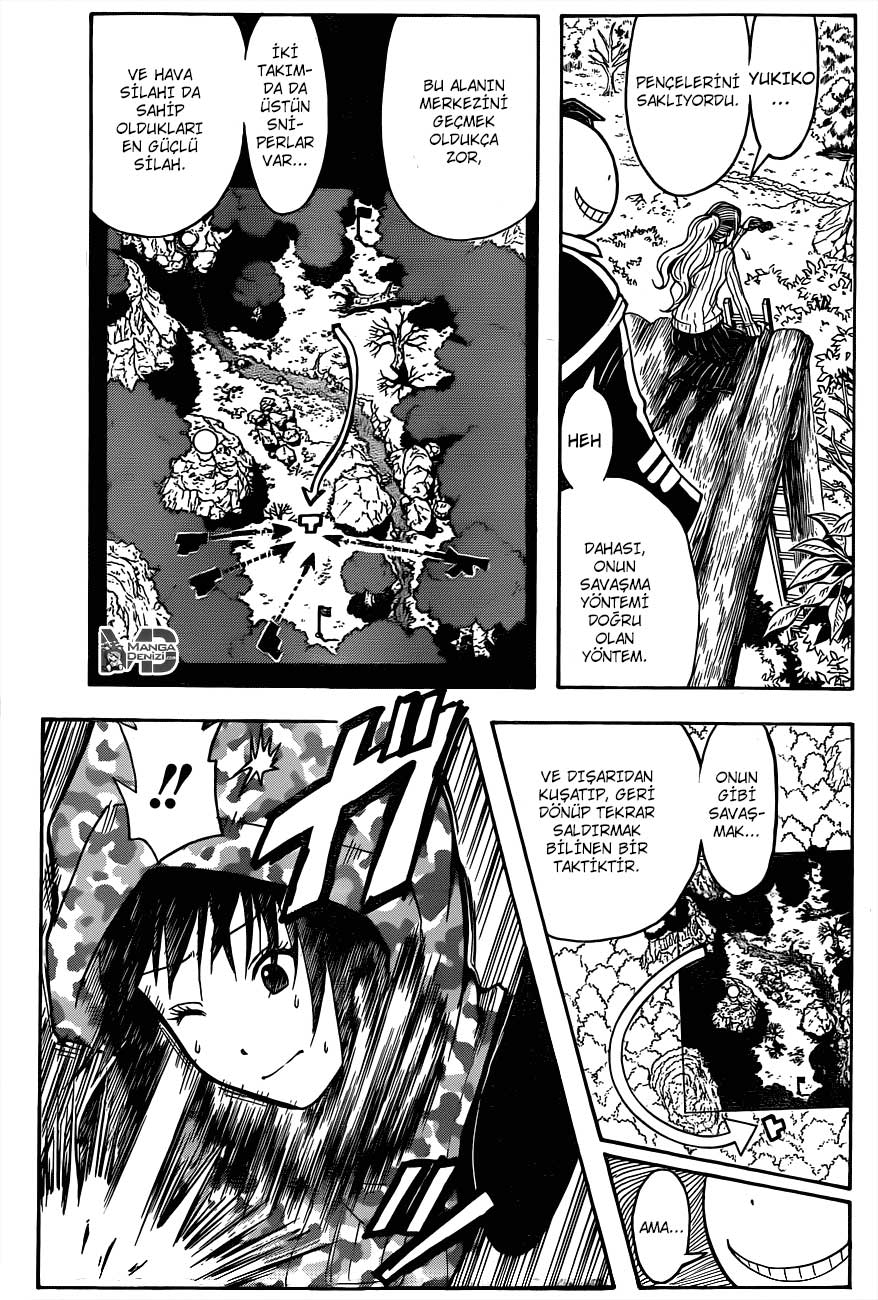 YUKIKO
...
PENÇELERİNİ
SAKLIYORDU.
HEH
DAHASI,
ONUN
SAVAŞMA
YÖNTEMİ
DOĞRU
OLAN
YÖNTEM.
BU ALANIN
MERKEZİNİ
GEÇMEK
OLDUKÇA
ZOR,
İKİ
TAKIM-
DA DA
ÜSTÜN
SNİ-
PERLAR
VAR...
VE HAVA
SİLAHI DA
SAHİP
OLDUKLARI
EN GÜÇLÜ
SİLAH.
MANGA
DENİZİ
ONUN
GİBİ
SAVAŞ-
MAK...
VE DIŞARIDAN
KUŞATIP, GERİ
DÖNÜP TEKRAR
SALDIRMAK
BİLİNEN BİR
TAKTİKTİR.
AMA...
!!
ガガッ